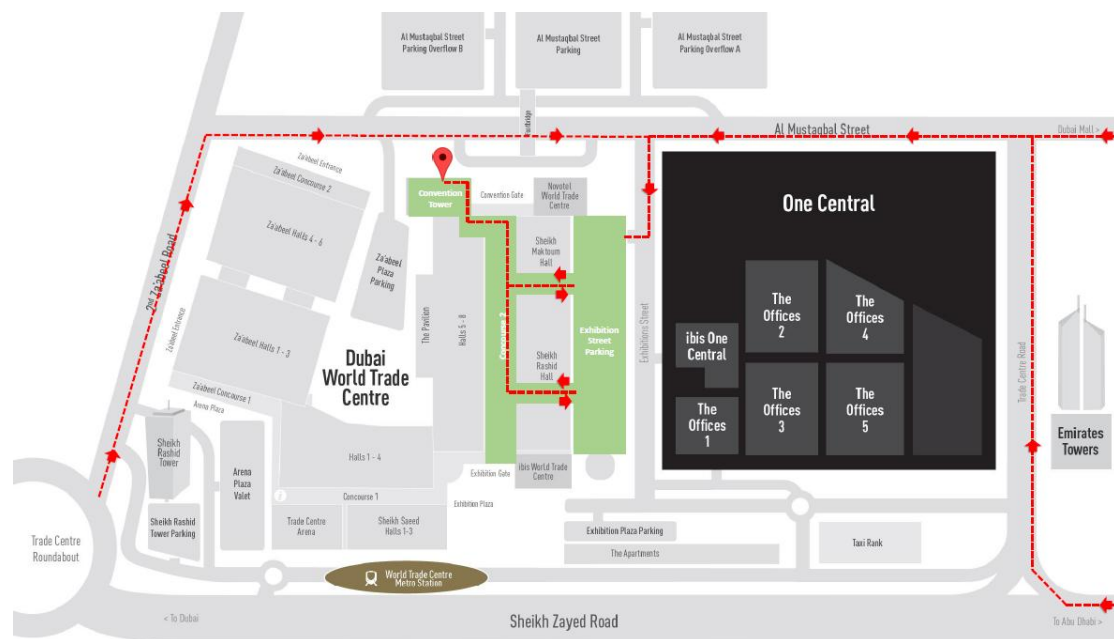 Al Mustaqbal Street
Parking Overflow B
Al Mustaqbal Street
Parking
Al Mustaqbal Street
Parking Overflow A
Al Mustaqbal Street
Dubai Mall >
Za'abeel Entrance
Za'abeel Concourse 2
Convention
Tower
Convention Gate
Novotel
World Trade
Centre
One Central
2nd Za'abeel Road
Za'abeel Halls 4 - 6
Za'abeel
Plaza
Parking
Sheikh
Maktoum
Hall
Za'abeel Entrance
Za'abeel Halls 1 - 3
The Pavilion
Halls 5 - 8
Concourse 2
Sheikh
Rashid
Hall
Exhibition
Street
Parking
Exhibitions Street
The
Offices
2
The
Offices
4
ibis One
Central
Trade Centre Road
Dubai
World Trade
Centre
Za'abeel Concourse 1
Arena Plaza
The
Offices
1
The
Offices
3
The
Offices
5
Emirates
Towers
Sheikh
Rashid
Tower
Arena
Plaza
Valet
Halls 1 - 4
Exhibition Gate
ibis World Trade
Centre
Concourse 1
Exhibition Plaza
Sheikh Rashid
Tower Parking
Trade Centre
Arena
Sheikh Saeed
Halls 1-3
Exhibition Plaza Parking
The Apartments
Taxi Rank
Trade Centre
Roundabout
World Trade Centre
Metro Station
< To Dubai
Sheikh Zayed Road
To Abu Dhabi >